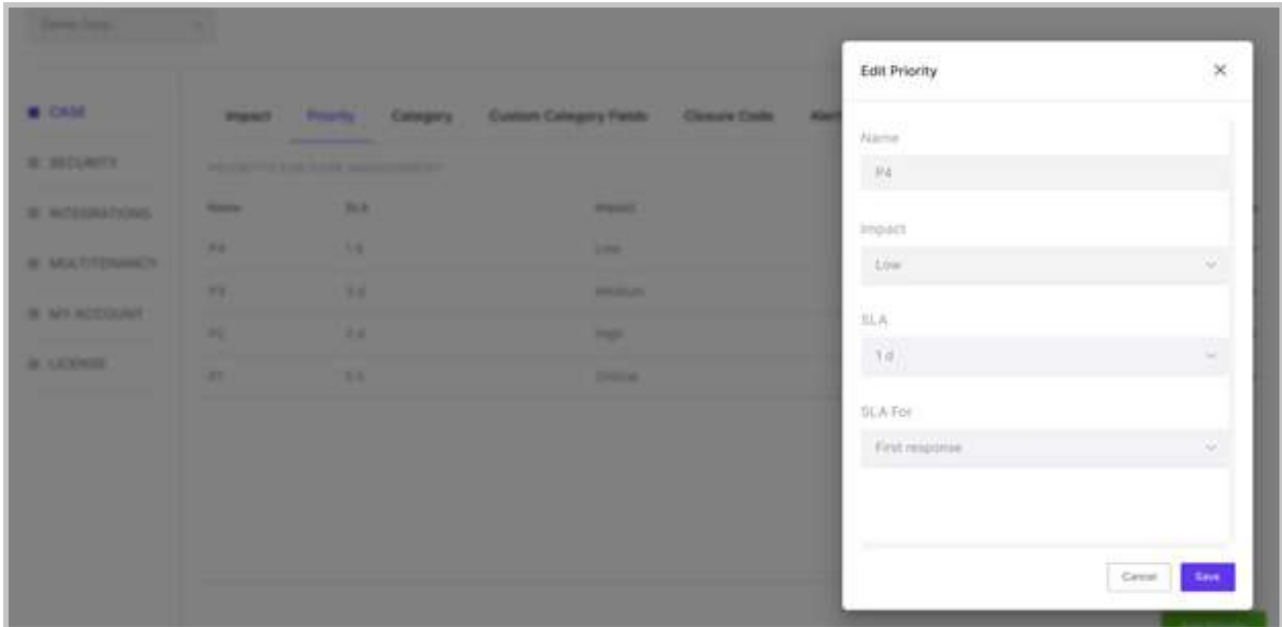 Edit Priority
CASE
Impact Priority Category Custom Category Fields Closure Code Alert
Name
SECURITY
P4
INTEGRATIONS
Name SLA Impact
Impact
P4 1 d Low
Low
MULTITENANCY
P3 Medium
SLA
MY ACCOUNT
P2 High
1 d
LICENSE
P1 Critical
SLA For
First response
Cancel Save